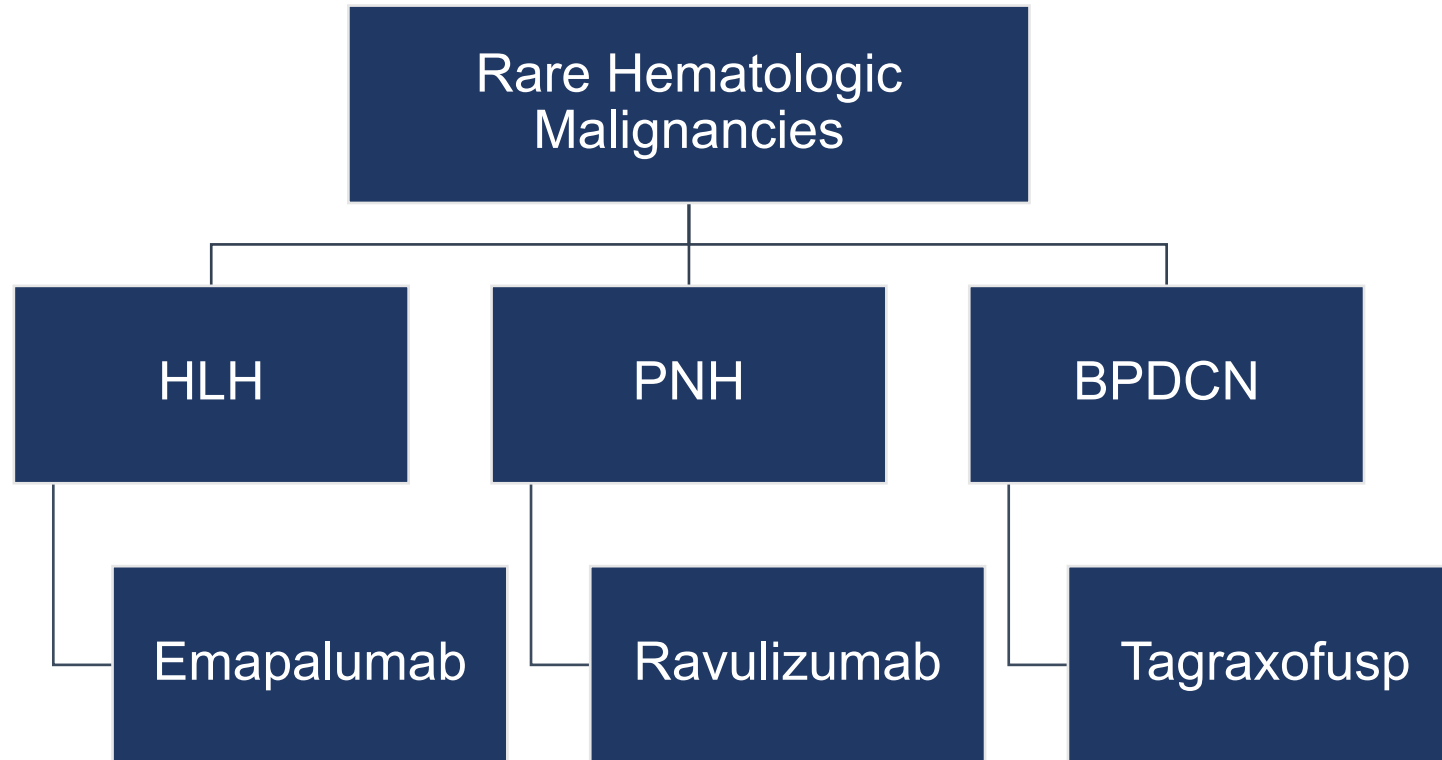 Rare Hematologic
Malignancies
HLH
PNH
BPDCN
Emapalumab
Ravulizumab
Tagraxofusp